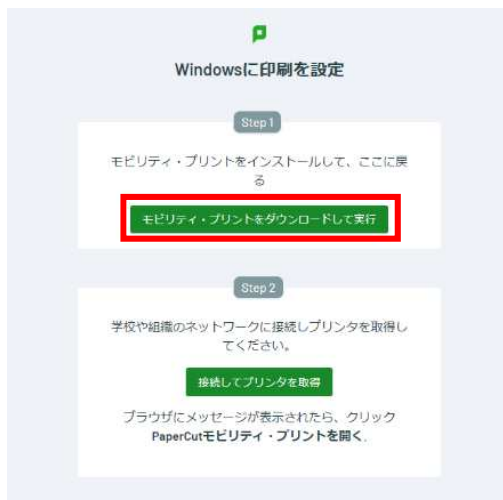 Windowsに印刷を設定
Step 1
モビリティ・プリントをインストールして、ここに戻
る
モビリティ・プリントをダウンロードして実行
Step 2
学校や組織のネットワークに接続しプリンタを取得し
てください。
接続してプリンタを取得
ブラウザにメッセージが表示されたら、クリック
PaperCutモビリティ・プリントを開く.